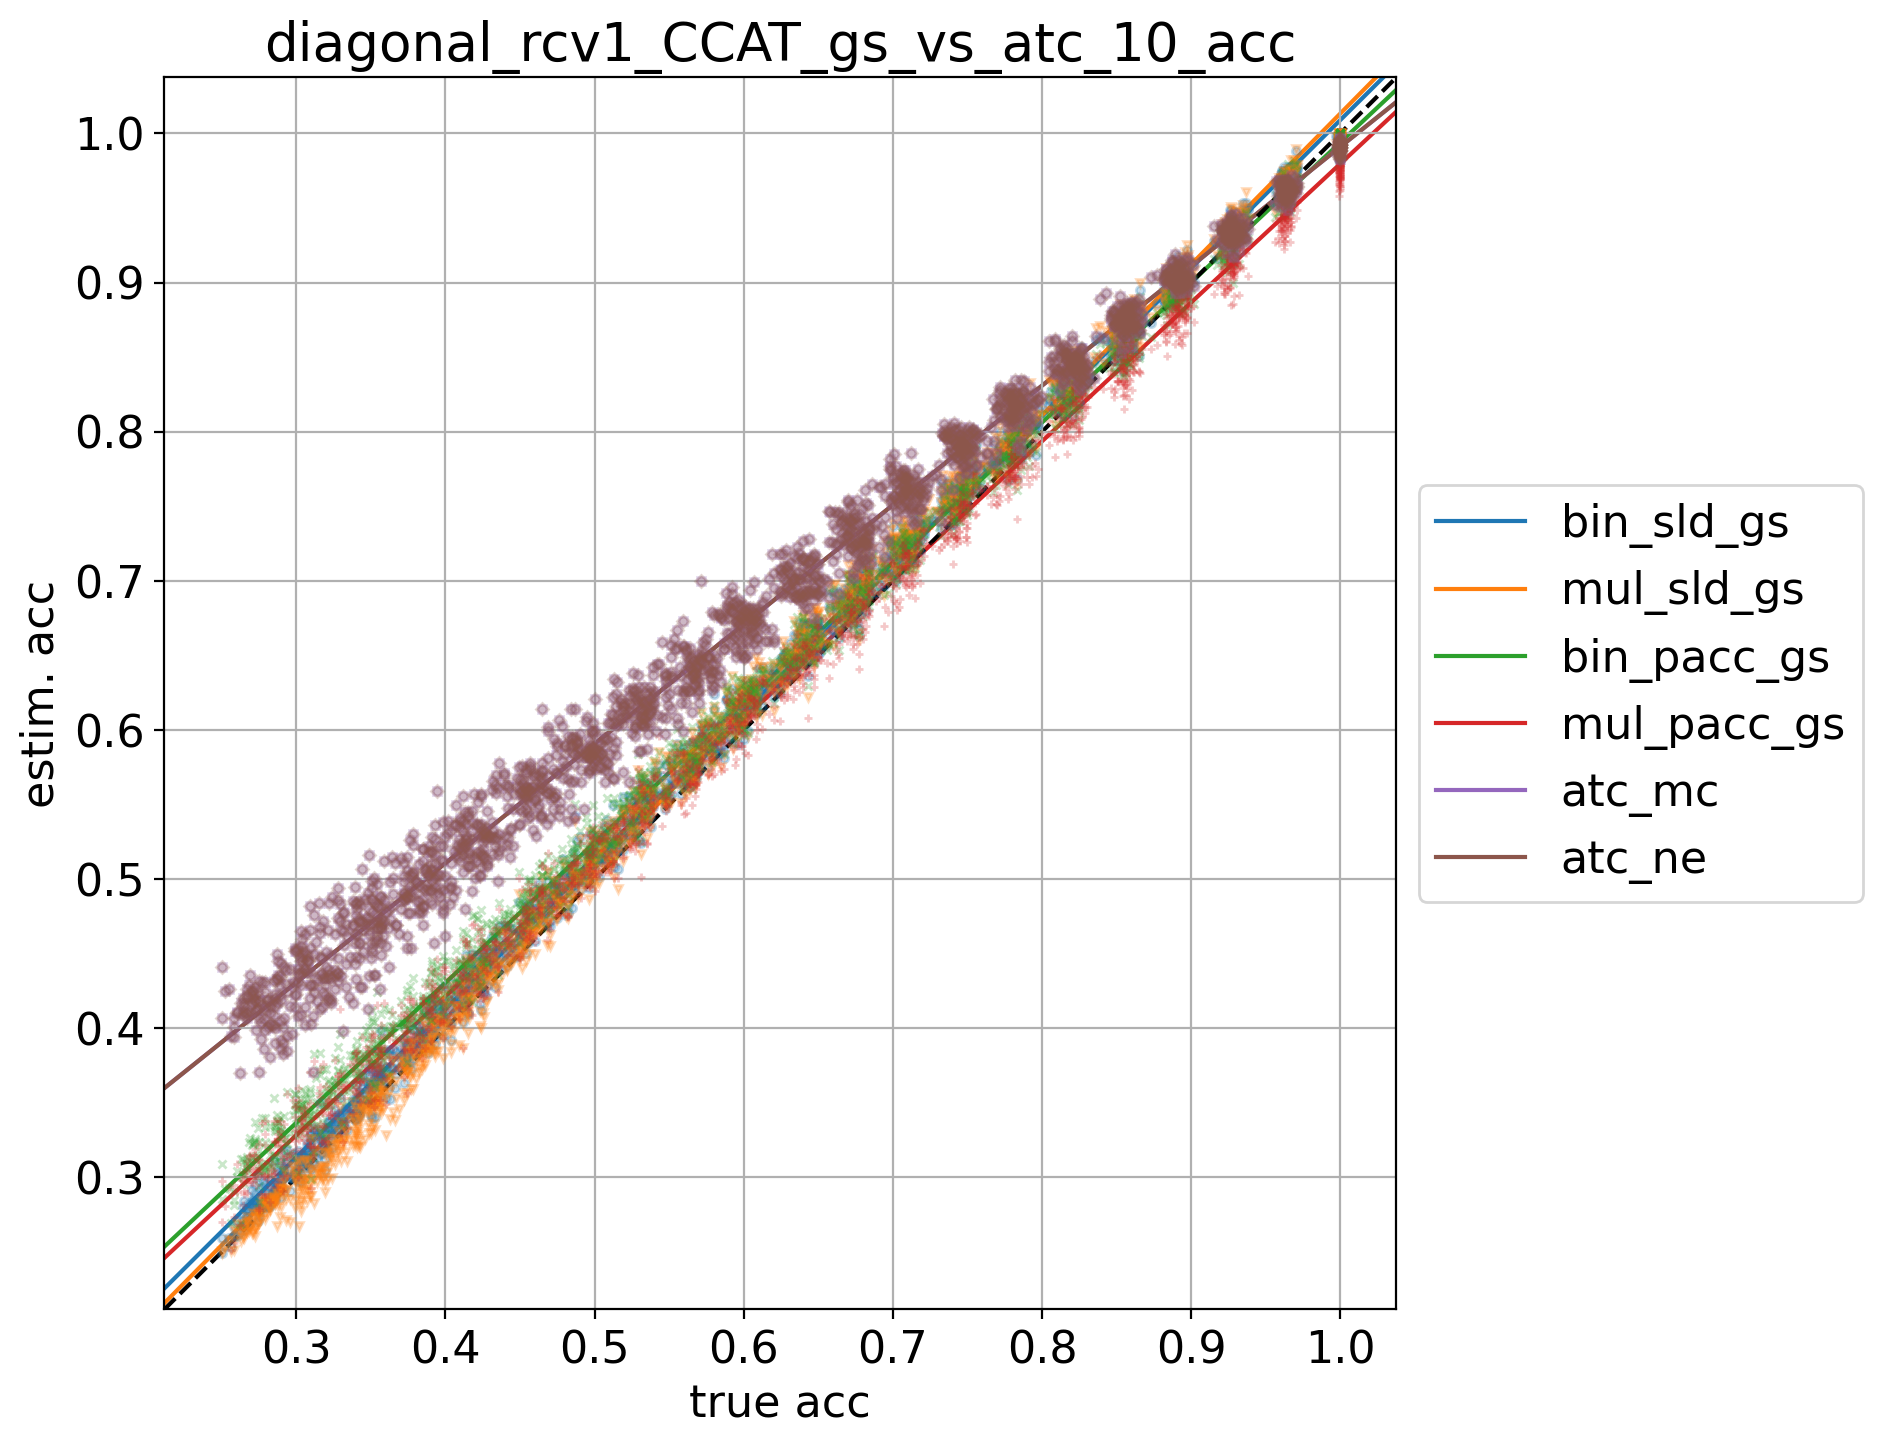 diagonal_rcv1_CCAT_gs_vs_atc_10_acc
1.0
0.9
0.8
0.7
0.6
0.5
0.4
0.3
estim. acc
0.3 0.4 0.5 0.6 0.7 0.8 0.9 1.0
true acc
bin_sld_gs
mul_sld_gs
bin_pacc_gs
mul_pacc_gs
atc_mc
atc_ne